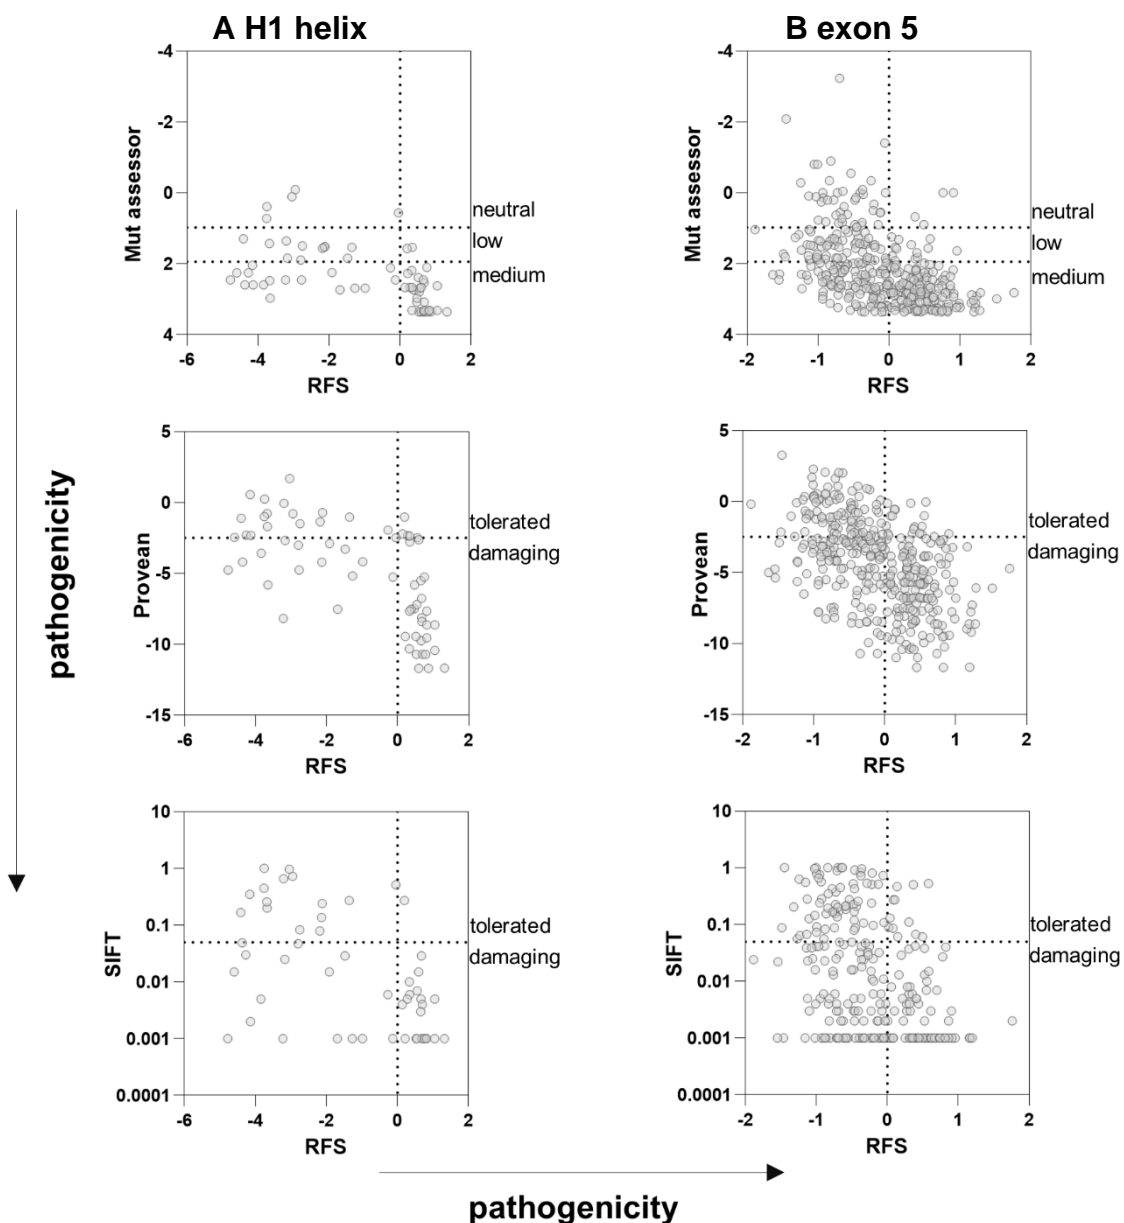 A H1 helix
B exon 5
-4
-2
0
2
4
Mut assessor
neutral
low
medium
-6
-4
-2
0
2
RFS
-4
-2
0
2
4
Mut assessor
neutral
low
medium
-2
-1
0
1
2
RFS
pathogenicity
5
0
-5
-10
-15
Provean
tolerated
damaging
-6
-4
-2
0
2
RFS
5
0
-5
-10
-15
Provean
tolerated
damaging
-2
-1
0
1
2
RFS
10
1
0.1
0.01
0.001
0.0001
SIFT
tolerated
damaging
-6
-4
-2
0
2
RFS
10
1
0.1
0.01
0.001
0.0001
SIFT
tolerated
damaging
-2
-1
0
1
2
RFS
pathogenicity